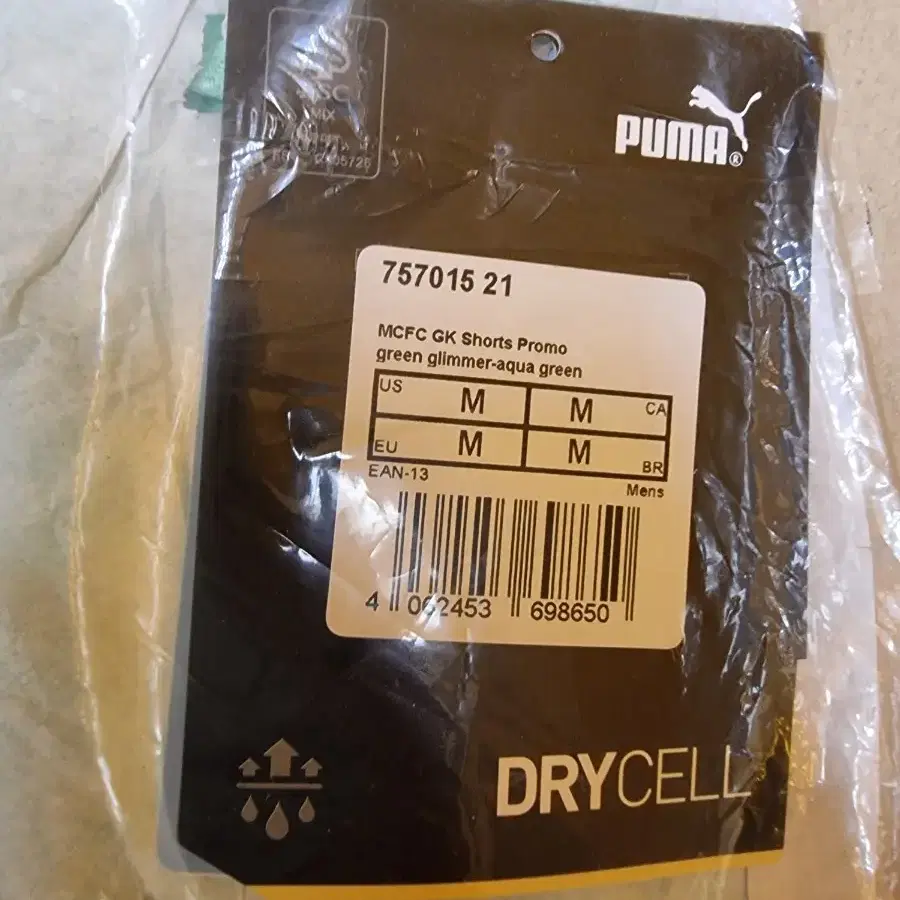 PUMA®
757015 21
MCFC GK Shorts Promo
green glimmer-aqua green
US M M CA
EU M M BR
EAN-13
Mens
4 062453 698650
DRYCELL